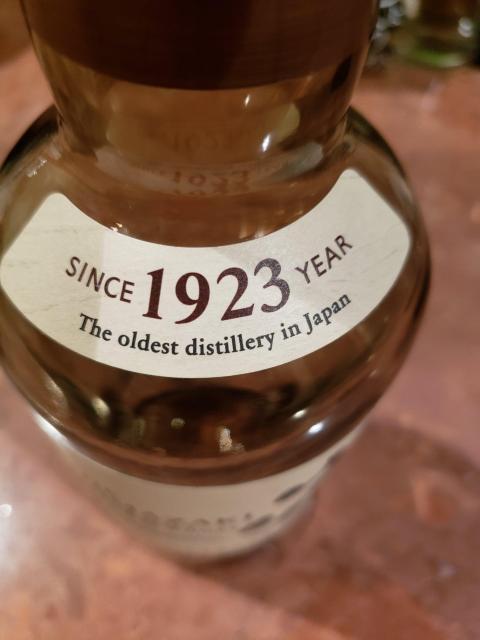 SINCE 1923 YEAR
The oldest distillery in Japan